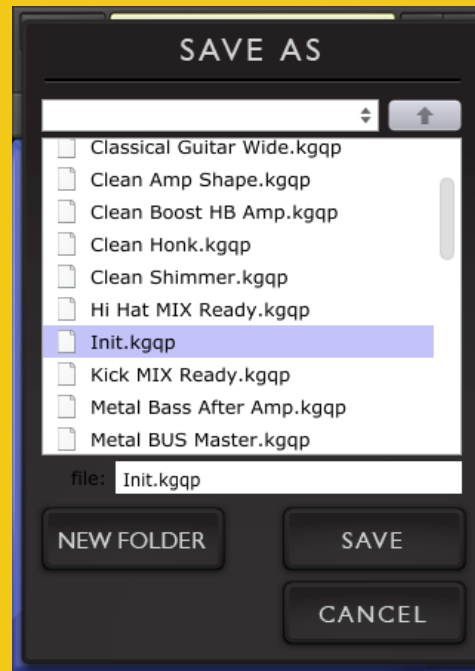 SAVE AS
Classical Guitar Wide.kgqp
Clean Amp Shape.kgqp
Clean Boost HB Amp.kgqp
Clean Honk.kgqp
Clean Shimmer.kgqp
Hi Hat MIX Ready.kgqp
Init.kgqp
Kick MIX Ready.kgqp
Metal Bass After Amp.kgqp
Metal BUS Master.kgqp
file: Init.kgqp
NEW FOLDER SAVE
CANCEL